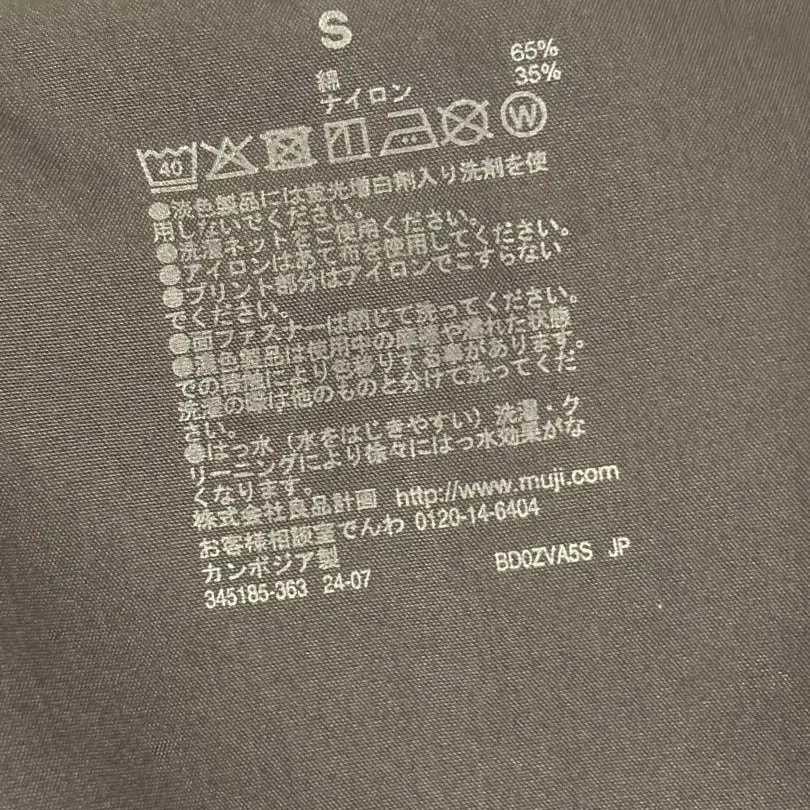 S
綿 65%
ナイロン 35%
40 W
●淡色製品には蛍光増白剤入り洗剤を使
用しないでください。
●洗濯ネットをご使用ください。
●アイロンはあて布を使用してください。
●プリント部分はアイロンでこすらない
でください。
●面ファスナーは閉じて洗ってください。
●濃色製品は使用中の摩擦や濡れた状態
での接触により色移りする事があります。
洗濯の際は他のものと分けて洗ってくだ
さい。
●はっ水(水をはじきやすい)洗濯・ク
リーニングにより徐々にはっ水効果がな
くなります。
株式会社良品計画 http://www.muji.com
お客様相談室でんわ 0120-14-6404
カンボジア製
345185-363 24-07 BD0ZVA5S JP